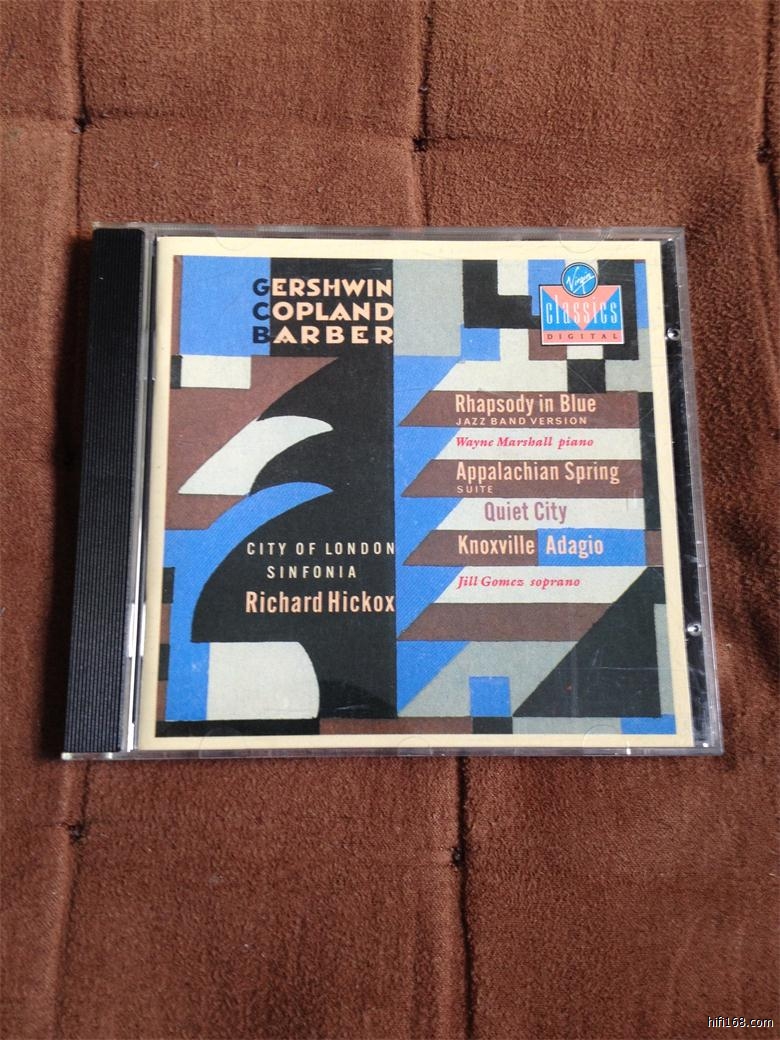 GERSHWIN
COPLAND
BARBER
Virgin
classics
DIGITAL
Rhapsody in Blue
JAZZ BAND VERSION
Wayne Marshall piano
Appalachian Spring
SUITE
Quiet City
Knoxville Adagio
Jill Gomez soprano
CITY OF LONDON
SINFONIA
Richard Hickox
hifi168.com